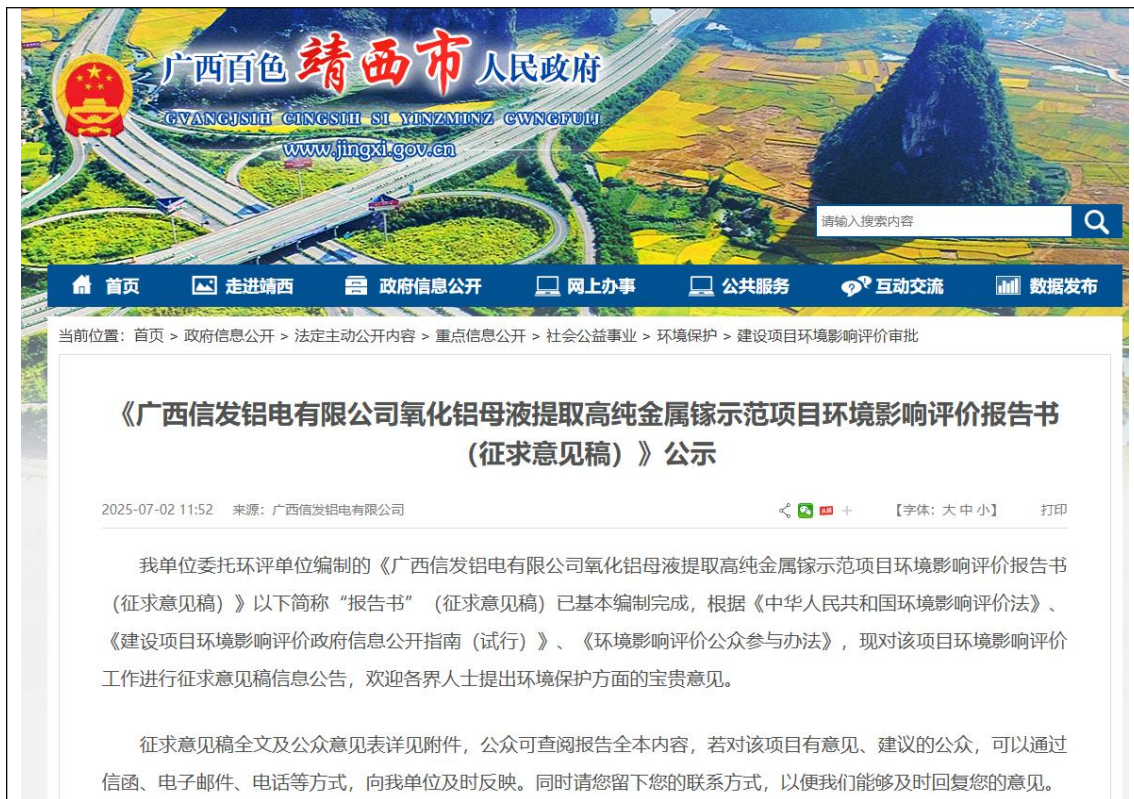 广西百色靖西市人民政府
GVANGJSIH CINGSIH SI YINZMINZ CWNGFUIJ
www.jingxi.gov.cn
请输入搜索内容
首页 走进靖西 政府信息公开 网上办事 公共服务 互动交流 数据发布
当前位置：首页 > 政府信息公开 > 法定主动公开内容 > 重点信息公开 > 社会公益事业 > 环境保护 > 建设项目环境影响评价审批
《广西信发铝电有限公司氧化铝母液提取高纯金属镓示范项目环境影响评价报告书
（征求意见稿）》公示
2025-07-02 11:52 来源：广西信发铝电有限公司 【字体：大 中 小】 打印
我单位委托环评单位编制的《广西信发铝电有限公司氧化铝母液提取高纯金属镓示范项目环境影响评价报告书
（征求意见稿）》以下简称“报告书”（征求意见稿）已基本编制完成，根据《中华人民共和国环境影响评价法》、
《建设项目环境影响评价政府信息公开指南（试行）》、《环境影响评价公众参与办法》，现对该项目环境影响评价
工作进行征求意见稿信息公告，欢迎各界人士提出环境保护方面的宝贵意见。
征求意见稿全文及公众意见表详见附件，公众可查阅报告全本内容，若对该项目有意见、建议的公众，可以通过
信函、电子邮件、电话等方式，向我单位及时反映。同时请您留下您的联系方式，以便我们能够及时回复您的意见。